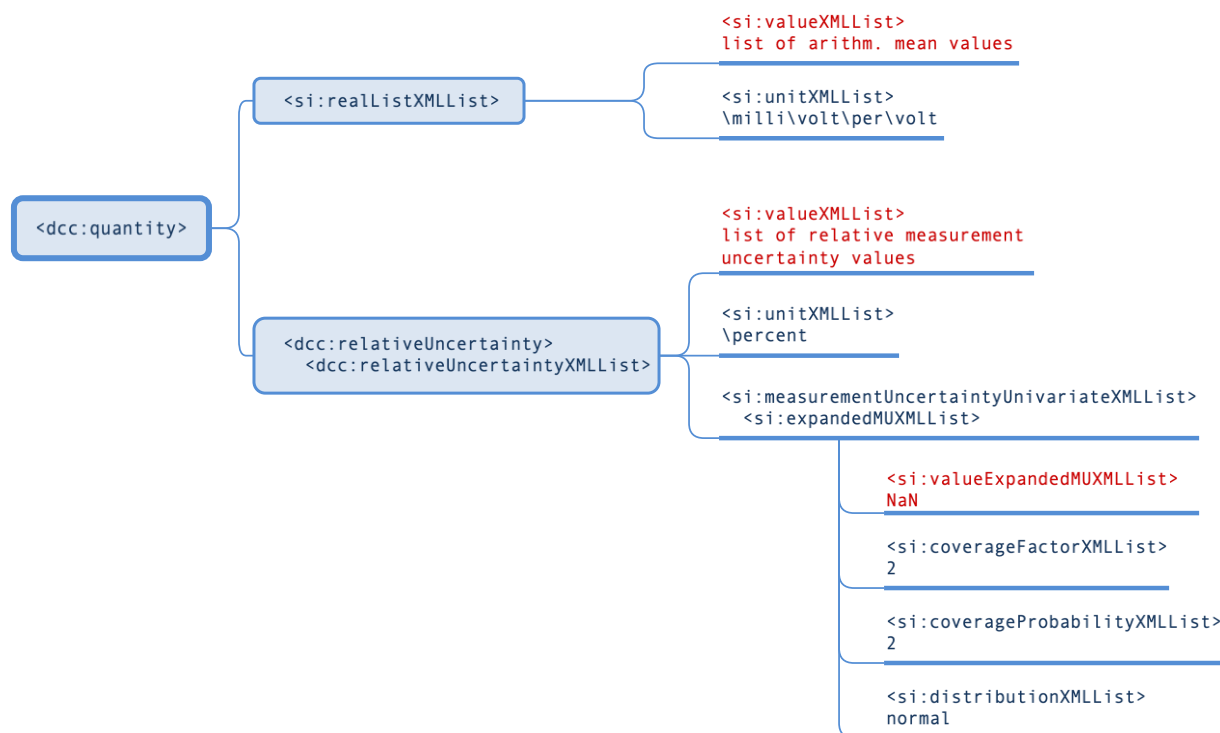 <si:valueXMLList>
list of arithm. mean values
<si:realListXMLList>
<si:unitXMLList>
\milli\volt\per\volt
<dcc:quantity>
<si:valueXMLList>
list of relative measurement
uncertainty values
<si:unitXMLList>
\percent
<dcc:relativeUncertainty>
<dcc:relativeUncertaintyXMLList>
<si:measurementUncertaintyUnivariateXMLList>
<si:expandedMUXMLList>
<si:valueExpandedMUXMLList>
NaN
<si:coverageFactorXMLList>
2
<si:coverageProbabilityXMLList>
2
<si:distributionXMLList>
normal